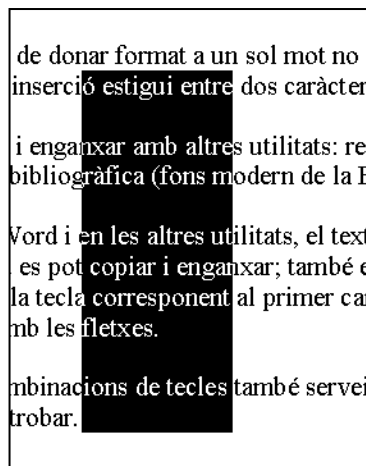 de donar format a un sol mot no
inserció estigui entre dos caràcter
i enganxar amb altres utilitats: re
bibliogràfica (fons modern de la
Word i en les altres utilitats, el text
es pot copiar i enganxar; també e
la tecla corresponent al primer car
mb les fletxes.
mbinacions de tecles també servei
trobar.